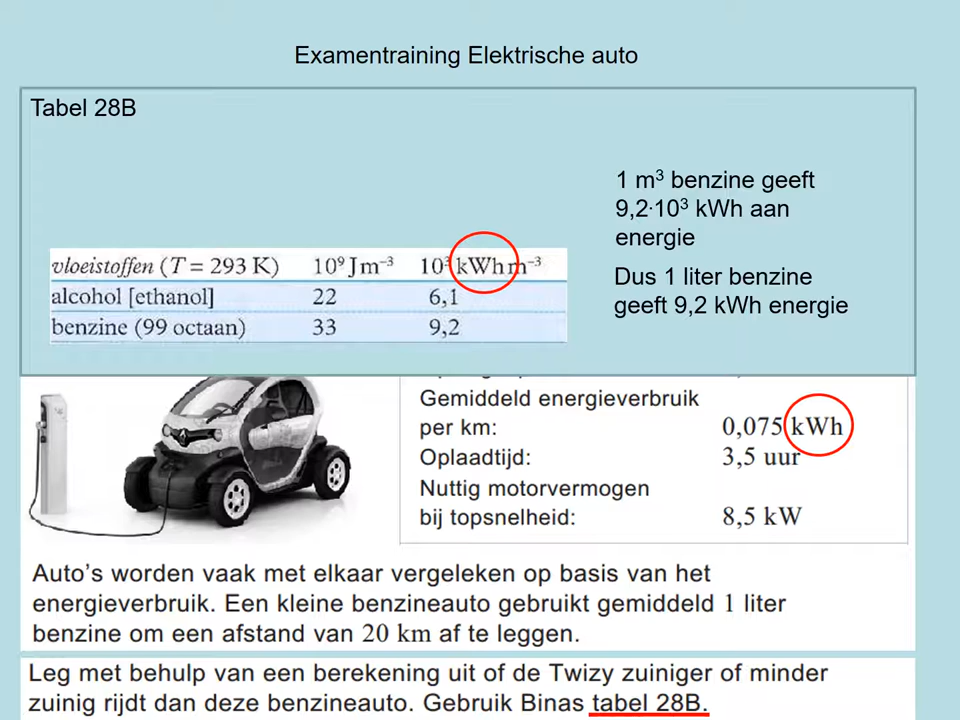 Examentraining Elektrische auto
Tabel 28B
vloeistoffen (T = 293 K) 10⁹ J m⁻³ 10³ kWh m⁻³
alcohol [ethanol] 22 6,1
benzine (99 octaan) 33 9,2
1 m³ benzine geeft
9,2·10³ kWh aan
energie
Dus 1 liter benzine
geeft 9,2 kWh energie
Gemiddeld energieverbruik
per km: 0,075 kWh
Oplaadtijd: 3,5 uur
Nuttig motorvermogen
bij topsnelheid: 8,5 kW
Auto's worden vaak met elkaar vergeleken op basis van het
energieverbruik. Een kleine benzineauto gebruikt gemiddeld 1 liter
benzine om een afstand van 20 km af te leggen.
Leg met behulp van een berekening uit of de Twizy zuiniger of minder
zuinig rijdt dan deze benzineauto. Gebruik Binas tabel 28B.